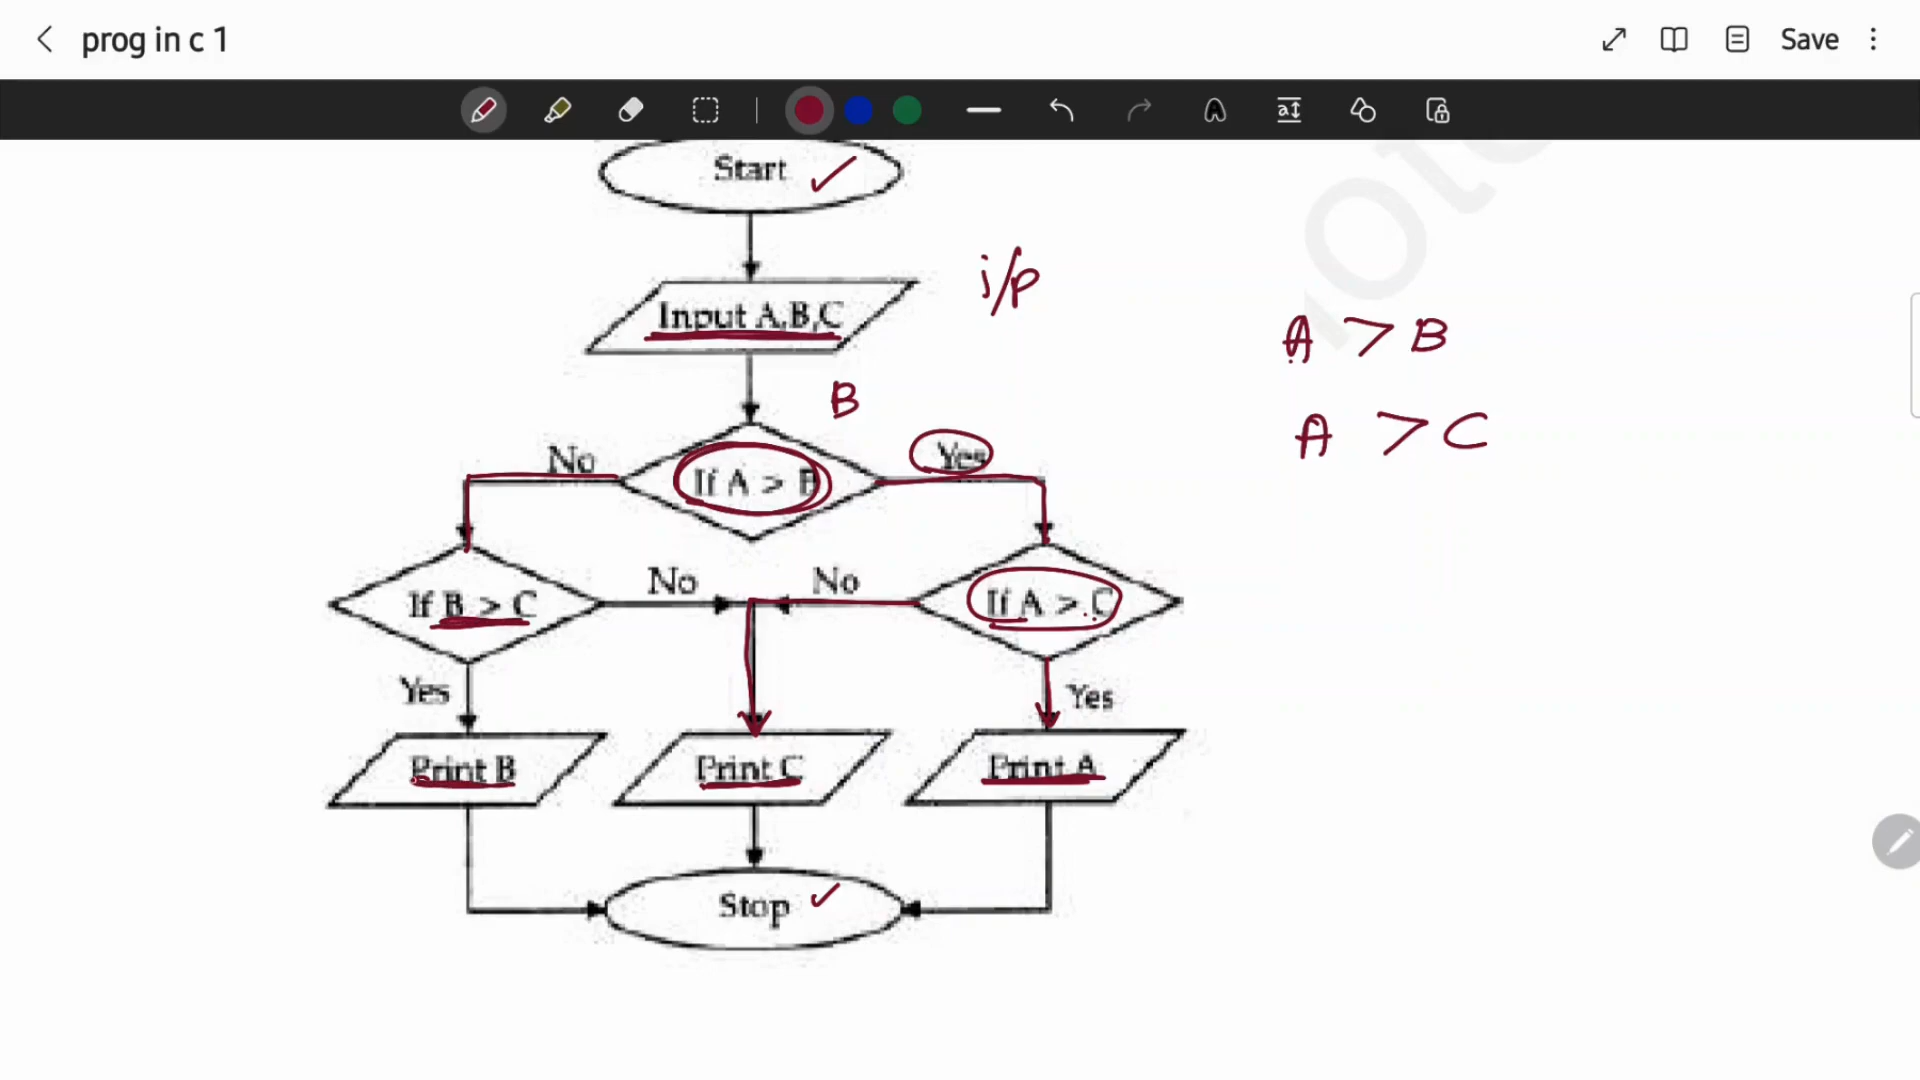 prog in c 1
Save
Start
i/p
Input A,B,C
A > B
B
A > C
No
Yes
If A > B
No
No
If B > C
If A > C
Yes
Yes
Print B
Print C
Print A
Stop